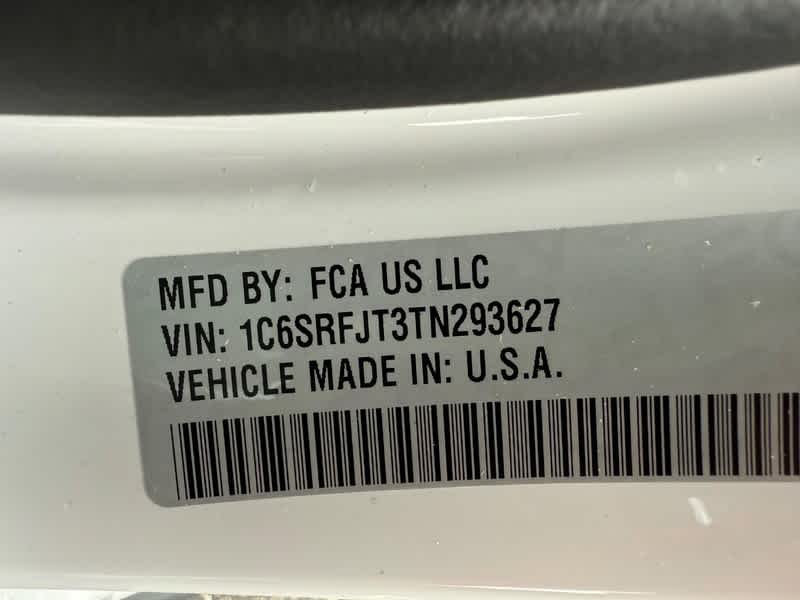 MFD BY: FCA US LLC
VIN: 1C6SRFJT3TN293627
VEHICLE MADE IN: U.S.A.